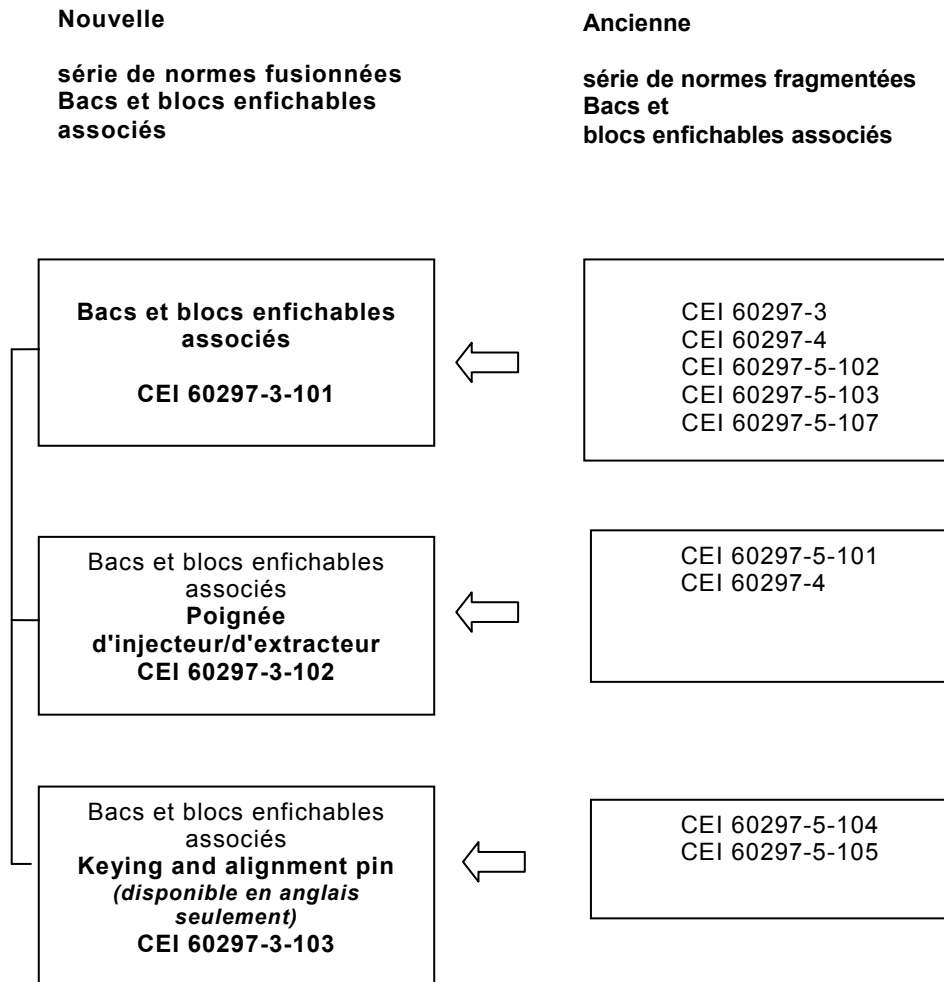 Nouvelle
série de normes fusionnées
Bacs et blocs enfichables
associés
Ancienne
série de normes fragmentées
Bacs et
blocs enfichables associés
Bacs et blocs enfichables
associés
CEI 60297-3-101
CEI 60297-3
CEI 60297-4
CEI 60297-5-102
CEI 60297-5-103
CEI 60297-5-107
Bacs et blocs enfichables
associés
Poignée
d'injecteur/d'extracteur
CEI 60297-3-102
CEI 60297-5-101
CEI 60297-4
Bacs et blocs enfichables
associés
Keying and alignment pin
(disponible en anglais
seulement)
CEI 60297-3-103
CEI 60297-5-104
CEI 60297-5-105